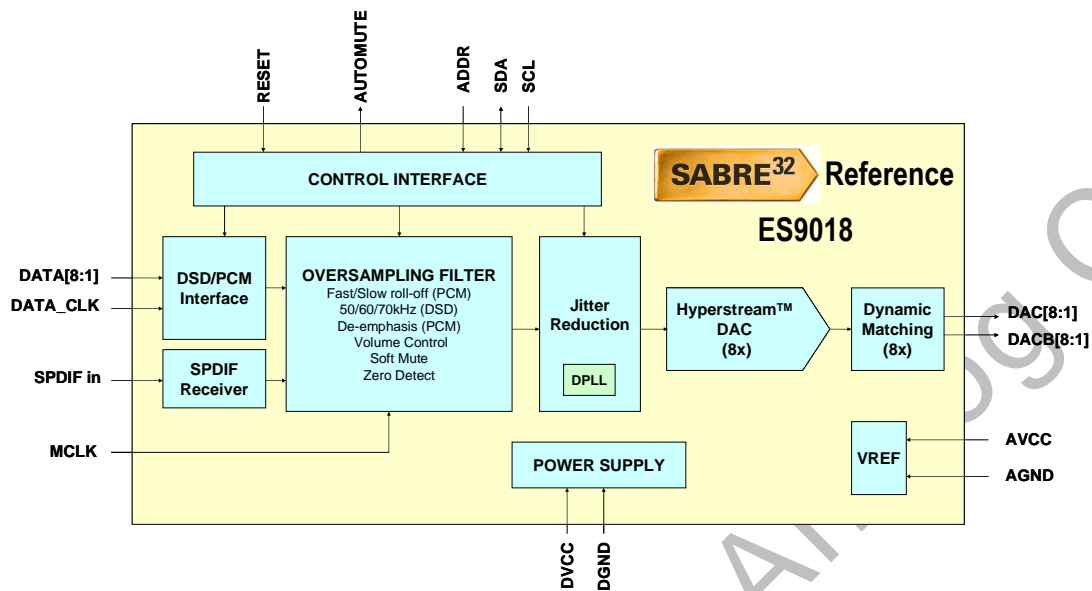 RESET
AUTOMUTE
ADDR
SDA
SCL
CONTROL INTERFACE
SABRE32 Reference
ES9018
DATA[8:1]
DATA_CLK
DSD/PCM
Interface
OVERSAMPLING FILTER
Fast/Slow roll-off (PCM)
50/60/70kHz (DSD)
De-emphasis (PCM)
Volume Control
Soft Mute
Zero Detect
Jitter
Reduction
DPLL
Hyperstream™
DAC
(8x)
Dynamic
Matching
(8x)
DAC[8:1]
DACB[8:1]
SPDIF in
SPDIF
Receiver
MCLK
POWER SUPPLY
VREF
AVCC
AGND
DVCC
DGND